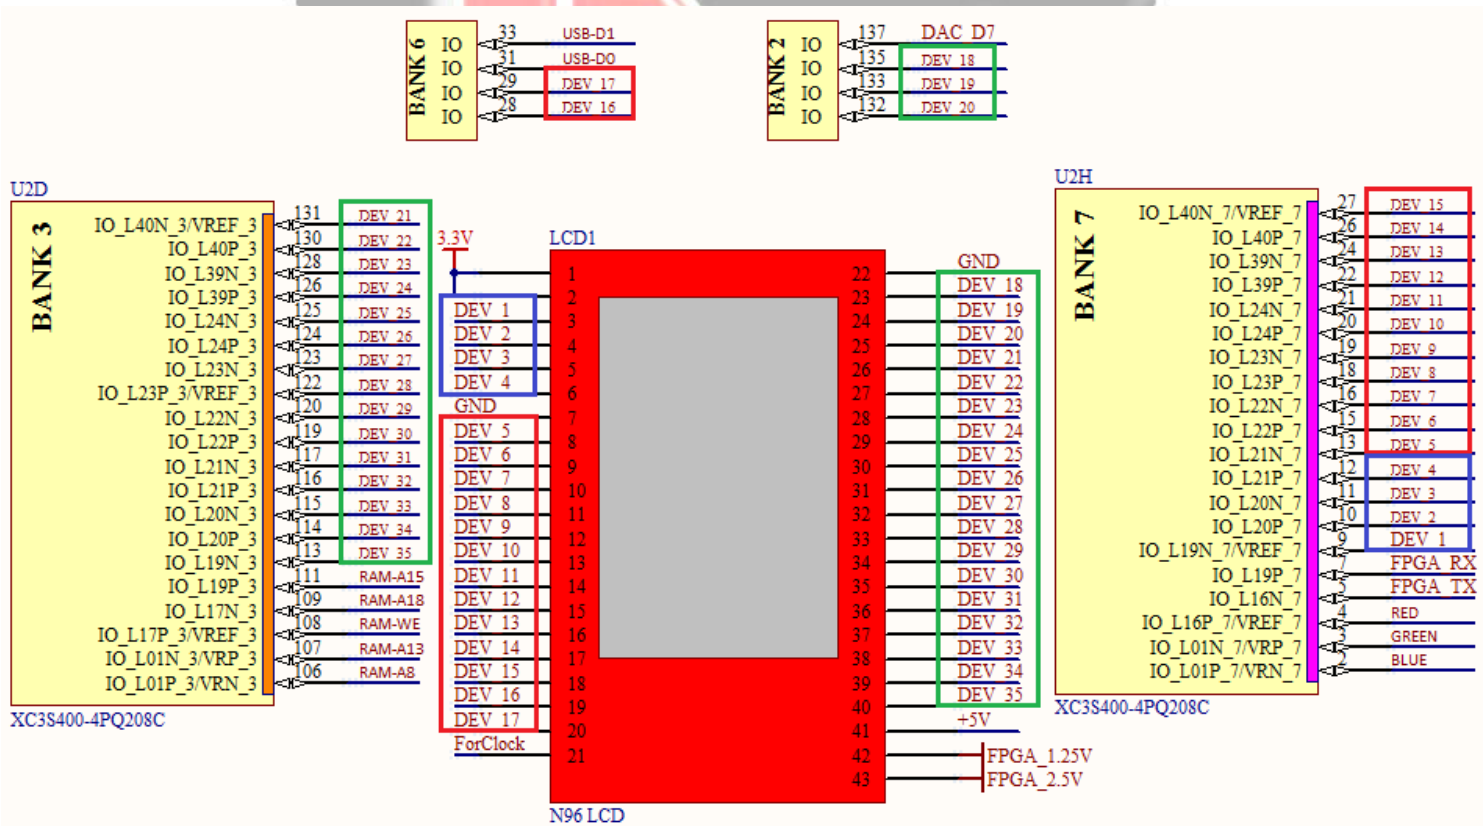 BANK 6
IO 33 USB-D1
IO 31 USB-D0
IO 29 DEV 17
IO 28 DEV 16
BANK 2
IO 137 DAC D7
IO 135 DEV 18
IO 133 DEV 19
IO 132 DEV 20
U2D
BANK 3
IO_L40N_3/VREF_3 131 DEV 21
IO_L40P_3 130 DEV 22
IO_L39N_3 128 DEV 23
IO_L39P_3 126 DEV 24
IO_L24N_3 125 DEV 25
IO_L24P_3 124 DEV 26
IO_L23N_3 123 DEV 27
IO_L23P_3/VREF_3 122 DEV 28
IO_L22N_3 120 DEV 29
IO_L22P_3 119 DEV 30
IO_L21N_3 117 DEV 31
IO_L21P_3 116 DEV 32
IO_L20N_3 115 DEV 33
IO_L20P_3 114 DEV 34
IO_L19N_3 113 DEV 35
IO_L19P_3 111 RAM-A15
IO_L17N_3 109 RAM-A18
IO_L17P_3/VREF_3 108 RAM-WE
IO_L01N_3/VRP_3 107 RAM-A13
IO_L01P_3/VRN_3 106 RAM-A8
XC3S400-4PQ208C
LCD1
3.3V
1
2
DEV 1 3
DEV 2 4
DEV 3 5
DEV 4 6
GND 7
DEV 5 8
DEV 6 9
DEV 7 10
DEV 8 11
DEV 9 12
DEV 10 13
DEV 11 14
DEV 12 15
DEV 13 16
DEV 14 17
DEV 15 18
DEV 16 19
DEV 17 20
ForClock 21
22 GND
23 DEV 18
24 DEV 19
25 DEV 20
26 DEV 21
27 DEV 22
28 DEV 23
29 DEV 24
30 DEV 25
31 DEV 26
32 DEV 27
33 DEV 28
34 DEV 29
35 DEV 30
36 DEV 31
37 DEV 32
38 DEV 33
39 DEV 34
40 DEV 35
41 +5V
42 FPGA_1.25V
43 FPGA_2.5V
N96 LCD
U2H
BANK 7
IO_L40N_7/VREF_7 27 DEV 15
IO_L40P_7 26 DEV 14
IO_L39N_7 24 DEV 13
IO_L39P_7 22 DEV 12
IO_L24N_7 21 DEV 11
IO_L24P_7 20 DEV 10
IO_L23N_7 19 DEV 9
IO_L23P_7 18 DEV 8
IO_L22N_7 16 DEV 7
IO_L22P_7 15 DEV 6
IO_L21N_7 13 DEV 5
IO_L21P_7 12 DEV 4
IO_L20N_7 11 DEV 3
IO_L20P_7 10 DEV 2
IO_L19N_7/VREF_7 9 DEV 1
IO_L19P_7 7 FPGA RX
IO_L16N_7 5 FPGA TX
IO_L16P_7/VREF_7 4 RED
IO_L01N_7/VRP_7 3 GREEN
IO_L01P_7/VRN_7 2 BLUE
XC3S400-4PQ208C